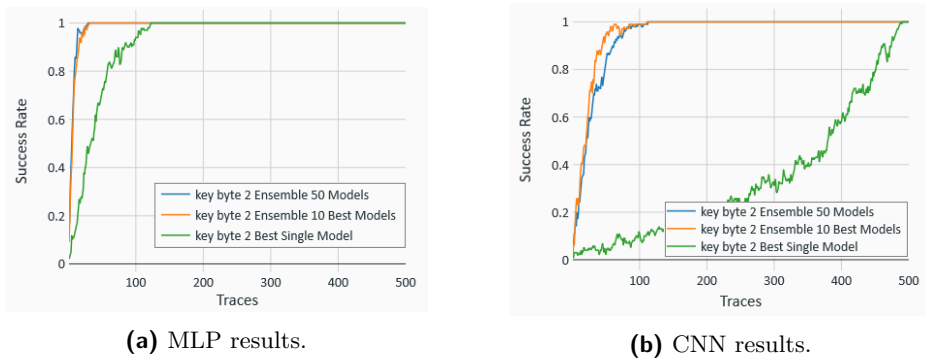 1
0.8
0.6
0.4
0.2
0
Success Rate
key byte 2 Ensemble 50 Models
key byte 2 Ensemble 10 Best Models
key byte 2 Best Single Model
0
100
200
300
400
500
Traces
(a) MLP results.
1
0.8
0.6
0.4
0.2
0
Success Rate
key byte 2 Ensemble 50 Models
key byte 2 Ensemble 10 Best Models
key byte 2 Best Single Model
100
200
300
400
500
Traces
(b) CNN results.